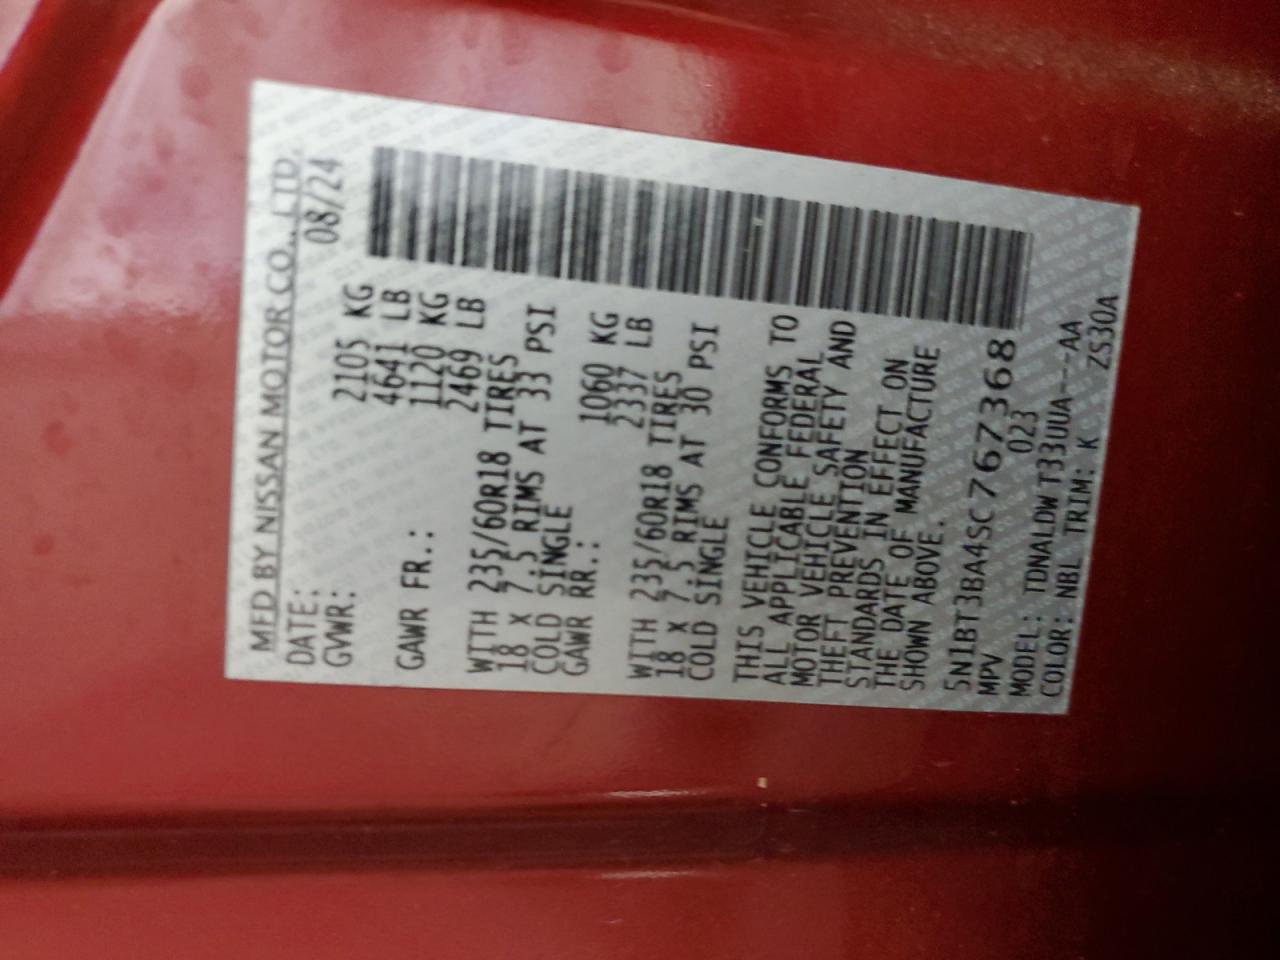 MFD BY NISSAN MOTOR CO., LTD.
DATE: 08/24
GVWR: 2105 KG
4641 LB
GAWR FR.: 1120 KG
2469 LB
WITH 235/60R18 TIRES
18 X 7.5 RIMS AT 33 PSI
COLD SINGLE
GAWR RR.: 1060 KG
2337 LB
WITH 235/60R18 TIRES
18 X 7.5 RIMS AT 30 PSI
COLD SINGLE
THIS VEHICLE CONFORMS TO
ALL APPLICABLE FEDERAL
MOTOR VEHICLE SAFETY AND
THEFT PREVENTION
STANDARDS IN EFFECT ON
THE DATE OF MANUFACTURE
SHOWN ABOVE.
5N1BT3BA4SC767368
MPV 023
MODEL: TDNALDWT33UUA---AA
COLOR: NBL TRIM: K ZS30A